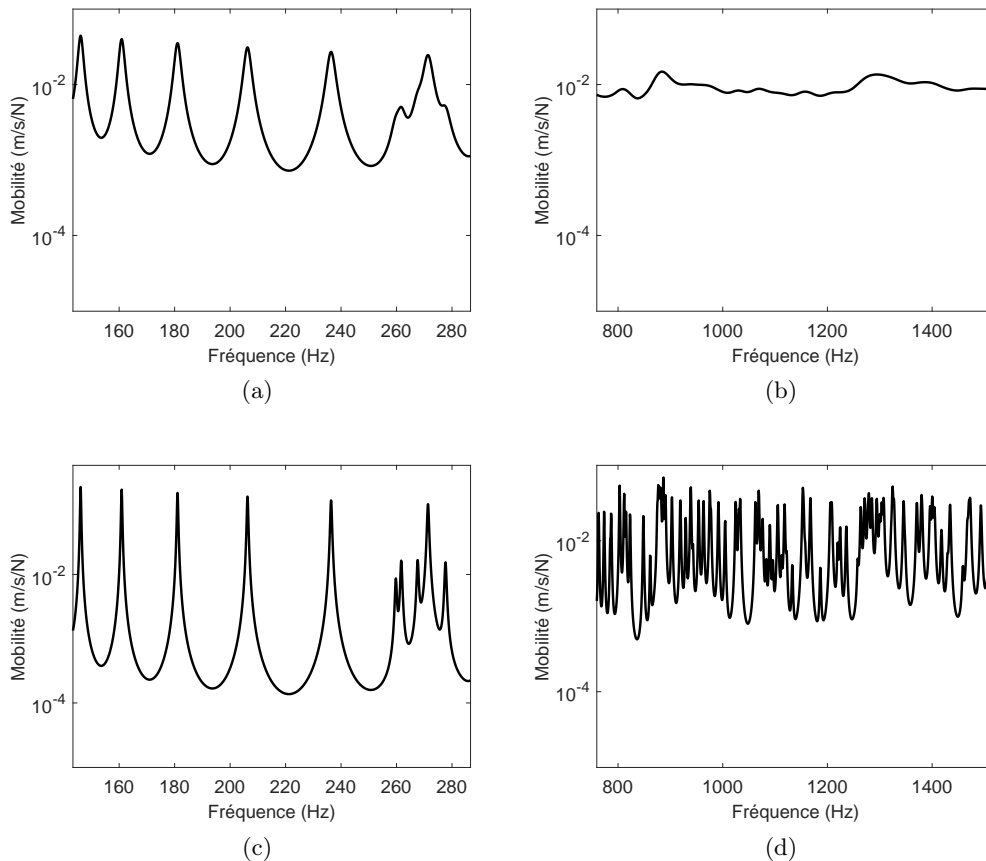 10^-2
10^-4
Mobilité (m/s/N)
160 180 200 220 240 260 280
Fréquence (Hz)
(a)
10^-2
10^-4
Mobilité (m/s/N)
800 1000 1200 1400
Fréquence (Hz)
(b)
10^-2
10^-4
Mobilité (m/s/N)
160 180 200 220 240 260 280
Fréquence (Hz)
(c)
10^-2
10^-4
Mobilité (m/s/N)
800 1000 1200 1400
Fréquence (Hz)
(d)